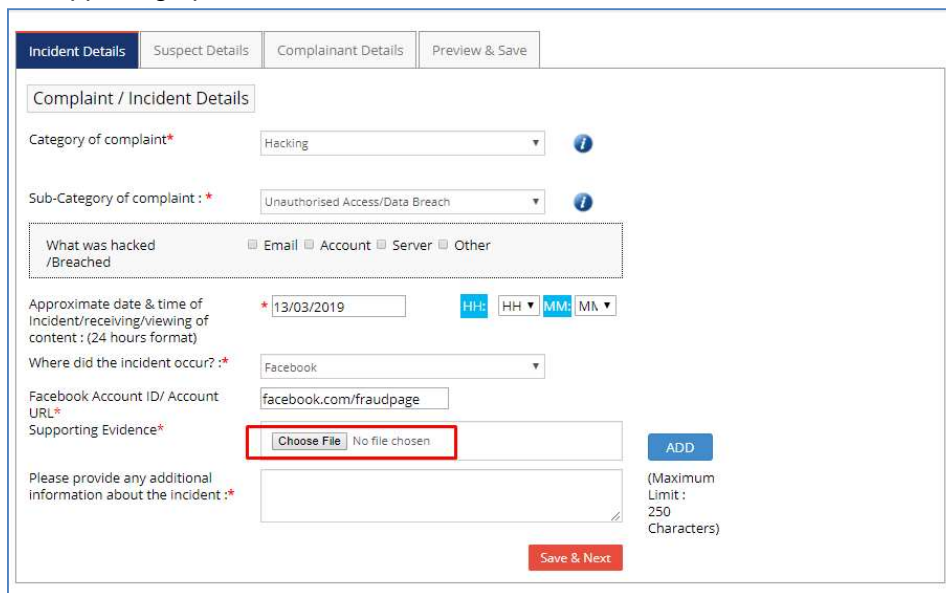 Incident Details Suspect Details Complainant Details Preview & Save
Complaint / Incident Details
Category of complaint* Hacking
Sub-Category of complaint : * Unauthorised Access/Data Breach
What was hacked Email Account Server Other
/Breached
Approximate date & time of * 13/03/2019 HH: HH MM:
Incident/receiving/viewing of
content : (24 hours format)
Where did the incident occur? :* Facebook
Facebook Account ID/ Account facebook.com/fraudpage
URL*
Supporting Evidence* Choose File No file chosen ADD
Please provide any additional (Maximum
information about the incident :* Limit :
250
Characters)
Save & Next